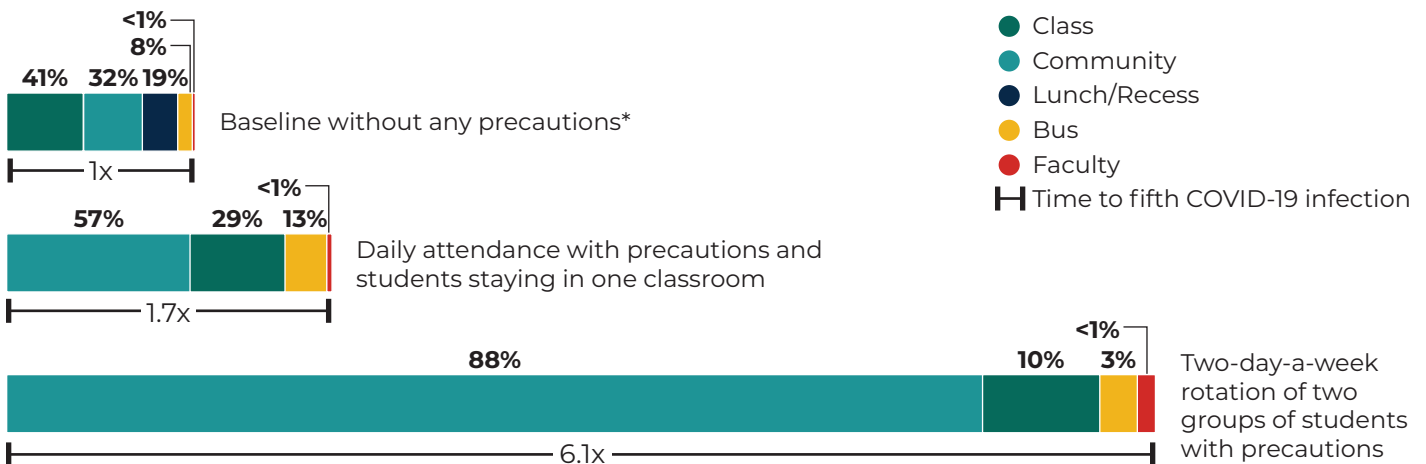 <1%
8%
41% 32% 19%
Baseline without any precautions*
1x
Class
Community
Lunch/Recess
Bus
Faculty
Time to fifth COVID-19 infection
<1%
57% 29% 13%
Daily attendance with precautions and
students staying in one classroom
1.7x
<1%
88% 10% 3%
Two-day-a-week
rotation of two
groups of students
with precautions
6.1x